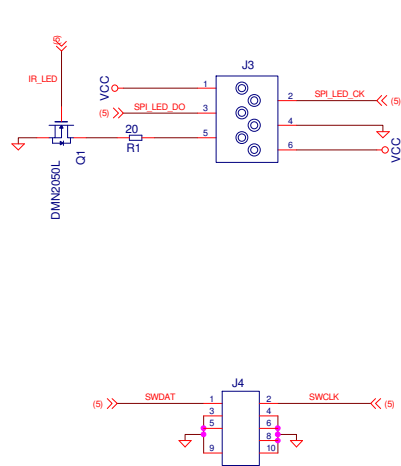 (5)
J3
IR_LED
VCC
1
2
SPI_LED_CK
(5)
(5)
SPI_LED_DO
3
4
20
5
6
R1
VCC
Q1
DMN2050L
J4
(5)
SWDAT
1
2
SWCLK
(5)
3
4
5
6
8
9
10